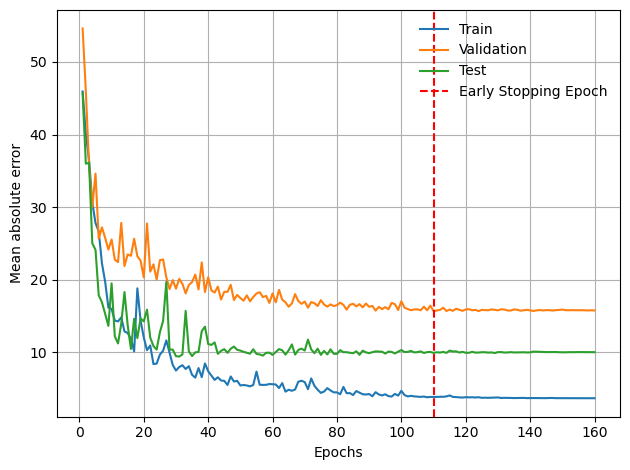 Train
Validation
Test
Early Stopping Epoch
Mean absolute error
50
40
30
20
10
0 20 40 60 80 100 120 140 160
Epochs